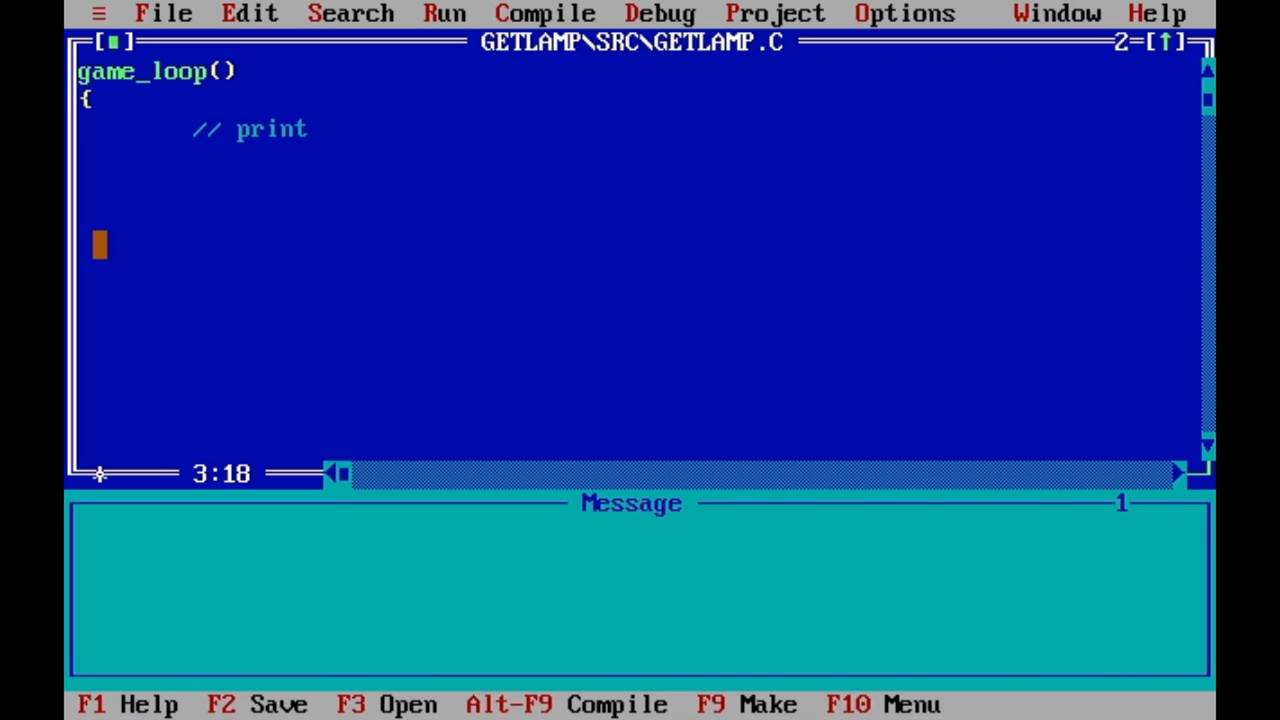 ≡ File Edit Search Run Compile Debug Project Options Window Help
[■] GETLAMP\SRC\GETLAMP.C 2=[↑]
game_loop()
{
// print
3:18
Message 1
F1 Help F2 Save F3 Open Alt-F9 Compile F9 Make F10 Menu